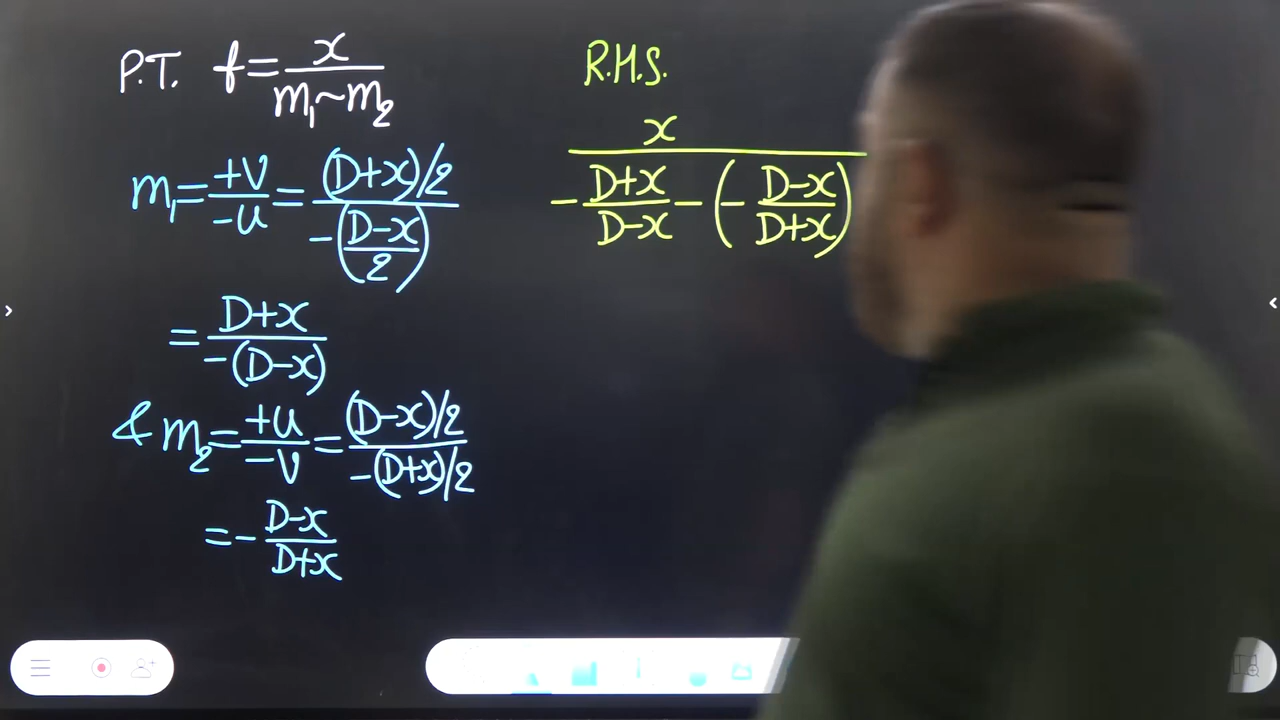 P.T. f = x / (m₁ ~ m₂)
m₁ = +v/-u = (D+x)/2 / -((D-x)/2)
= D+x / -(D-x)
& m₂ = +u/-v = (D-x)/2 / -(D+x)/2
= - D-x / D+x
R.H.S.
x / - D+x/D-x - (- D-x/D+x)